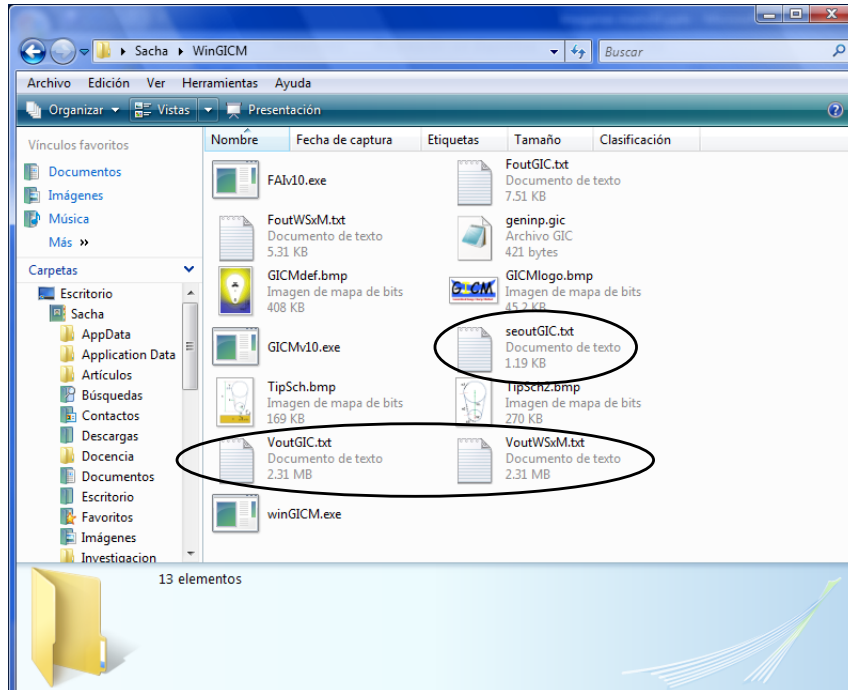 Sacha WinGICM
Buscar
Archivo Edición Ver Herramientas Ayuda
Organizar Vistas Presentación
Vínculos favoritos
Documentos
Imágenes
Música
Más »
Carpetas
Escritorio
Sacha
AppData
Application Data
Artículos
Búsquedas
Contactos
Descargas
Docencia
Documentos
Escritorio
Favoritos
Imágenes
Investigacion
Nombre Fecha de captura Etiquetas Tamaño Clasificación
FAIv10.exe
FoutGIC.txt
Documento de texto
7.51 KB
FoutWSxM.txt
Documento de texto
5.31 KB
geninp.gic
Archivo GIC
421 bytes
GICMdef.bmp
Imagen de mapa de bits
408 KB
GICMlogo.bmp
Imagen de mapa de bits
45.2 KB
GICMv10.exe
seoutGIC.txt
Documento de texto
1.19 KB
TipSch.bmp
Imagen de mapa de bits
169 KB
TipSch2.bmp
Imagen de mapa de bits
270 KB
VoutGIC.txt
Documento de texto
2.31 MB
VoutWSxM.txt
Documento de texto
2.31 MB
winGICM.exe
13 elementos